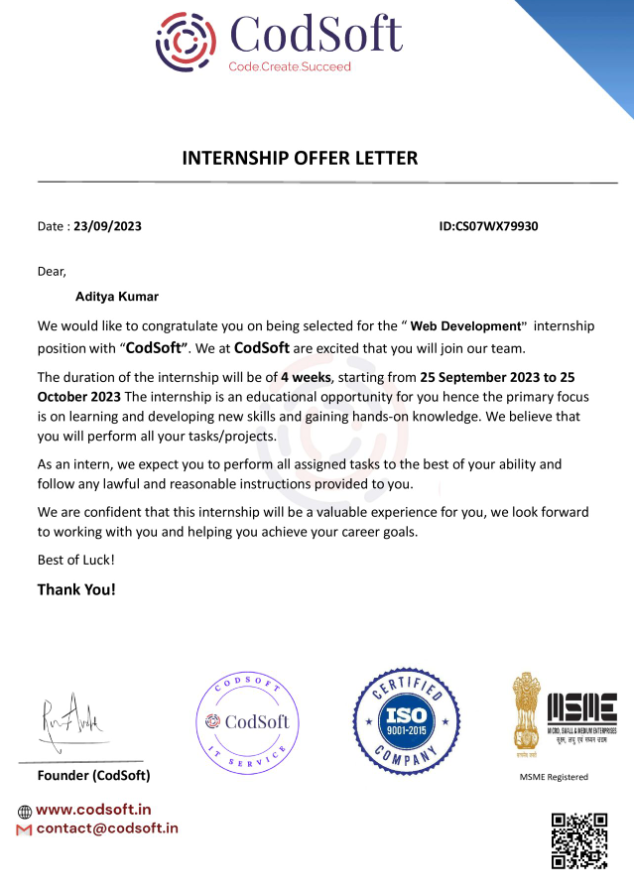 CodSoft
Code.Create.Succeed
INTERNSHIP OFFER LETTER
Date : 23/09/2023
ID:CS07WX79930
Dear,
Aditya Kumar
We would like to congratulate you on being selected for the “ Web Development” internship
position with “CodSoft”. We at CodSoft are excited that you will join our team.
The duration of the internship will be of 4 weeks, starting from 25 September 2023 to 25
October 2023 The internship is an educational opportunity for you hence the primary focus
is on learning and developing new skills and gaining hands-on knowledge. We believe that
you will perform all your tasks/projects.
As an intern, we expect you to perform all assigned tasks to the best of your ability and
follow any lawful and reasonable instructions provided to you.
We are confident that this internship will be a valuable experience for you, we look forward
to working with you and helping you achieve your career goals.
Best of Luck!
Thank You!
CODSOFT
CodSoft
IT SERVICE
CERTIFIED
ISO
9001-2015
COMPANY
MSME
MICRO, SMALL & MEDIUM ENTERPRISES
सूक्ष्म, लघु एवं मध्यम उद्यम
सत्यमेव जयते
MSME Registered
Founder (CodSoft)
www.codsoft.in
contact@codsoft.in